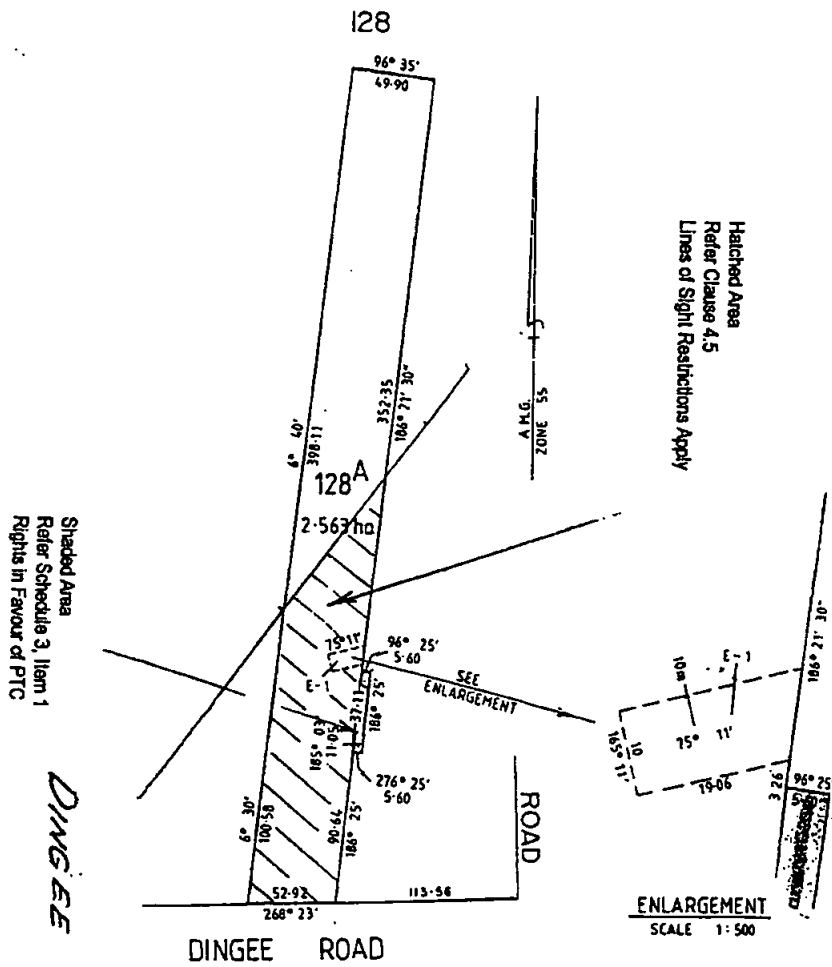 128
96° 35'
49·90
Hatched Area
Refer Clause 4.5
Lines of Sight Restrictions Apply
A M.G.
ZONE 55
352·35
186° 21' 30"
6° 40'
398·11
128A
2·563 ha
Shaded Area
Refer Schedule 3, Item 1
Rights in Favour of PTC
75° 11'
96° 25'
5·60
E-1
SEE
ENLARGEMENT
37·11
186° 25'
185° 03'
11·05
276° 25'
5·60
6° 30'
100·58
90·64
186° 25'
ROAD
52·92
268° 23'
113·56
DINGEE ROAD
DINGEE
186° 21' 30"
E-1
10m
75° 11'
10
165° 11'
19·06
3·26
96° 25
ENLARGEMENT
SCALE 1:500